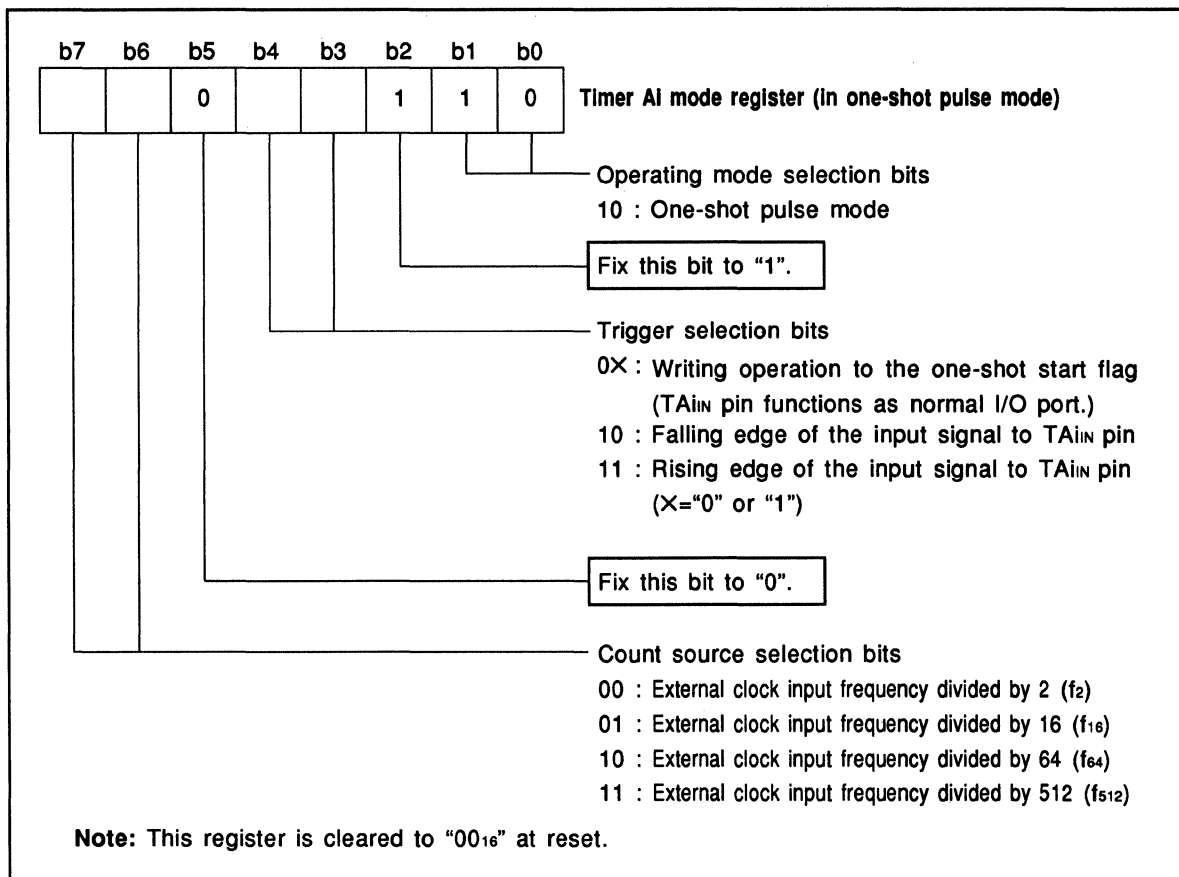 b7 b6 b5 b4 b3 b2 b1 b0
0 1 1 0 Timer Ai mode register (in one-shot pulse mode)
Operating mode selection bits
10 : One-shot pulse mode
Fix this bit to “1”.
Trigger selection bits
0X : Writing operation to the one-shot start flag
(TAiIN pin functions as normal I/O port.)
10 : Falling edge of the input signal to TAiIN pin
11 : Rising edge of the input signal to TAiIN pin
(X=“0” or “1”)
Fix this bit to “0”.
Count source selection bits
00 : External clock input frequency divided by 2 (f2)
01 : External clock input frequency divided by 16 (f16)
10 : External clock input frequency divided by 64 (f64)
11 : External clock input frequency divided by 512 (f512)
Note: This register is cleared to “0016” at reset.